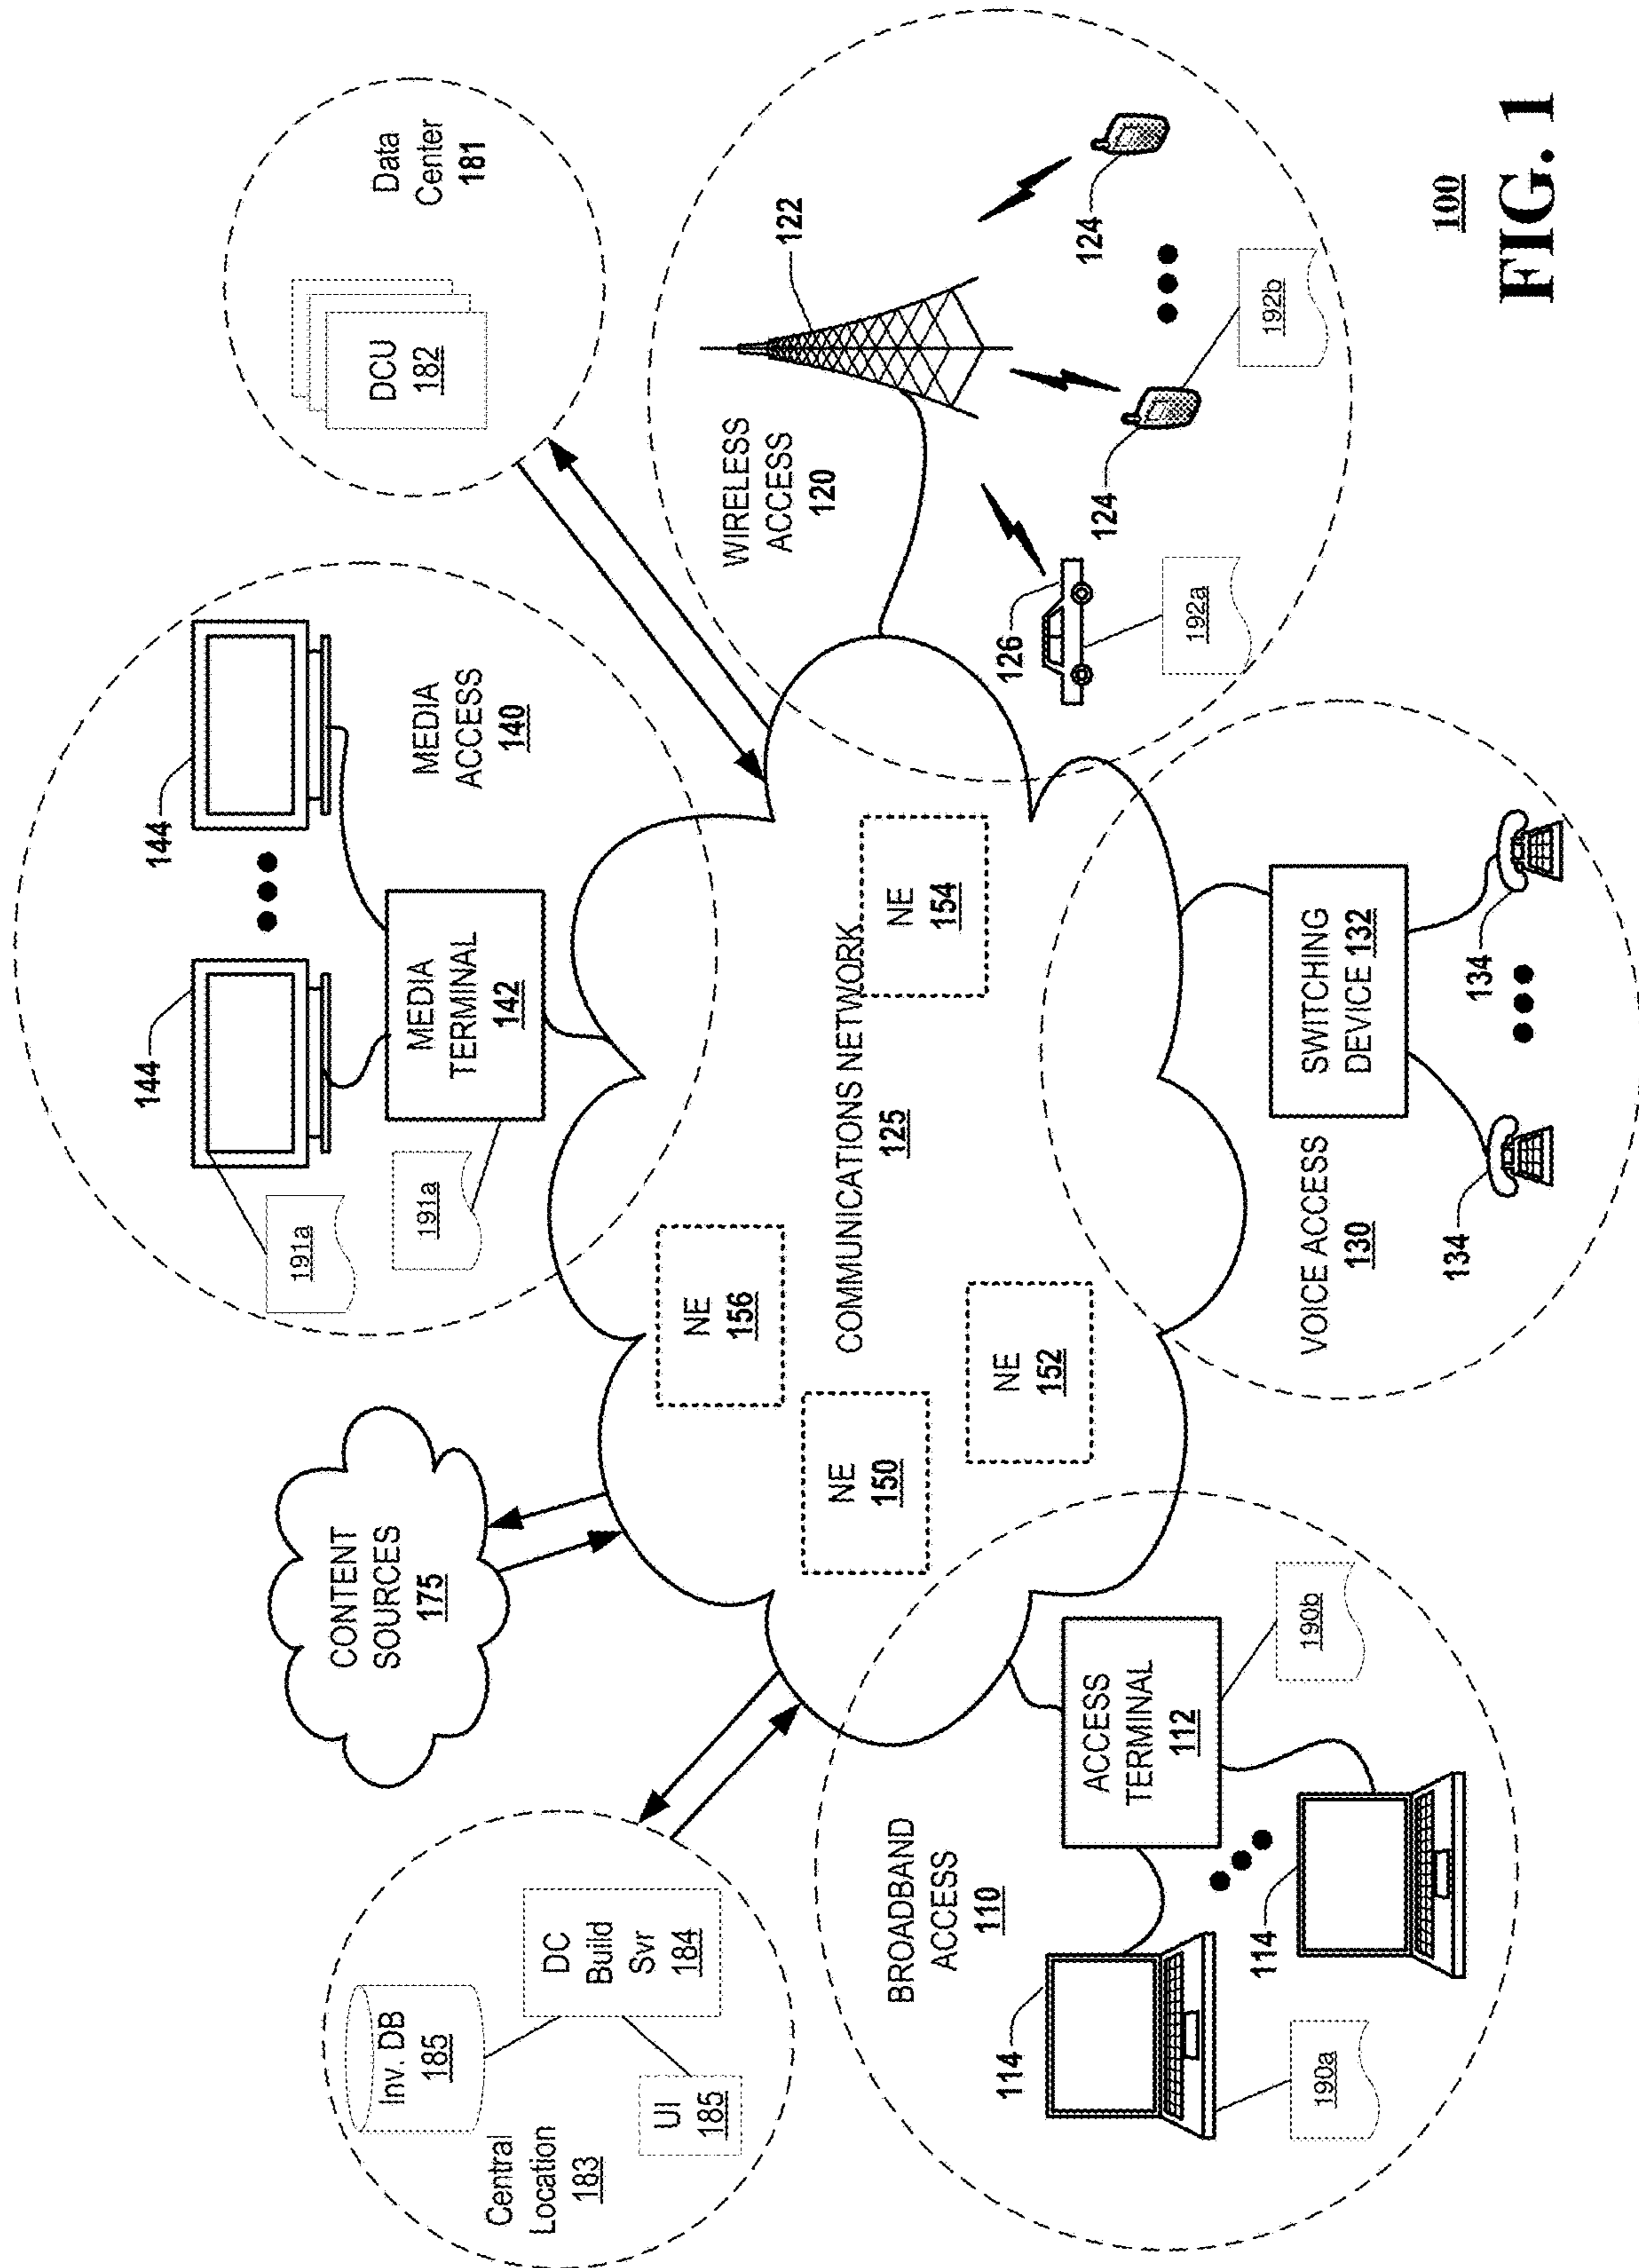 Central
Location
183
Inv. DB
185
UI
185
DC
Build
Svr
184
CONTENT
SOURCES
175
144
144
191a
191a
MEDIA
TERMINAL
142
MEDIA
ACCESS
140
DCU
182
Data
Center
181
BROADBAND
ACCESS
110
114
114
190a
ACCESS
TERMINAL
112
190b
NE
150
NE
156
NE
152
COMMUNICATIONS NETWORK
125
NE
154
VOICE ACCESS
130
SWITCHING
DEVICE 132
134
134
WIRELESS
ACCESS
120
122
126
192a
124
124
192b
100
FIG. 1